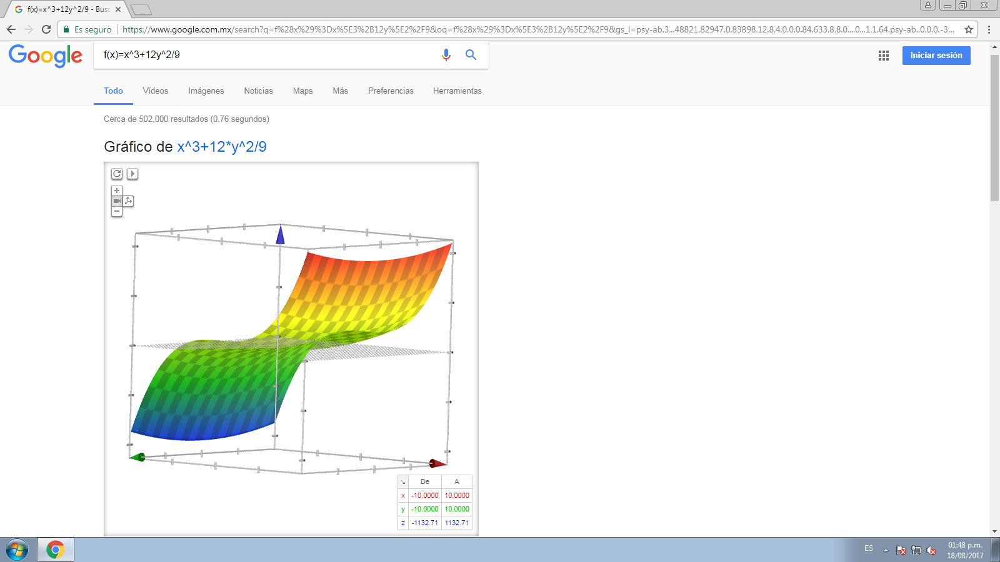 f(x)=x^3+12y^2/9 - Bus
Es seguro
https://www.google.com.mx/search?q=f%28x%29%3Dx%5E3%2B12y%5E2%2F9&oq=f%28x%29%3Dx%5E3%2B12y%5E2%2F9&gs_l=psy-ab.3...48821.82947.0.83898.12.8.4.0.0.0.84.633.8.8.0....0...1.1.64.psy-ab..0.0.0.-3...
Google
f(x)=x^3+12y^2/9
Iniciar sesión
Todo Vídeos Imágenes Noticias Maps Más Preferencias Herramientas
Cerca de 502,000 resultados (0.76 segundos)
Gráfico de x^3+12*y^2/9
De A
x -10.0000 10.0000
y -10.0000 10.0000
z -1132.71 1132.71
ES
01:48 p.m.
18/08/2017